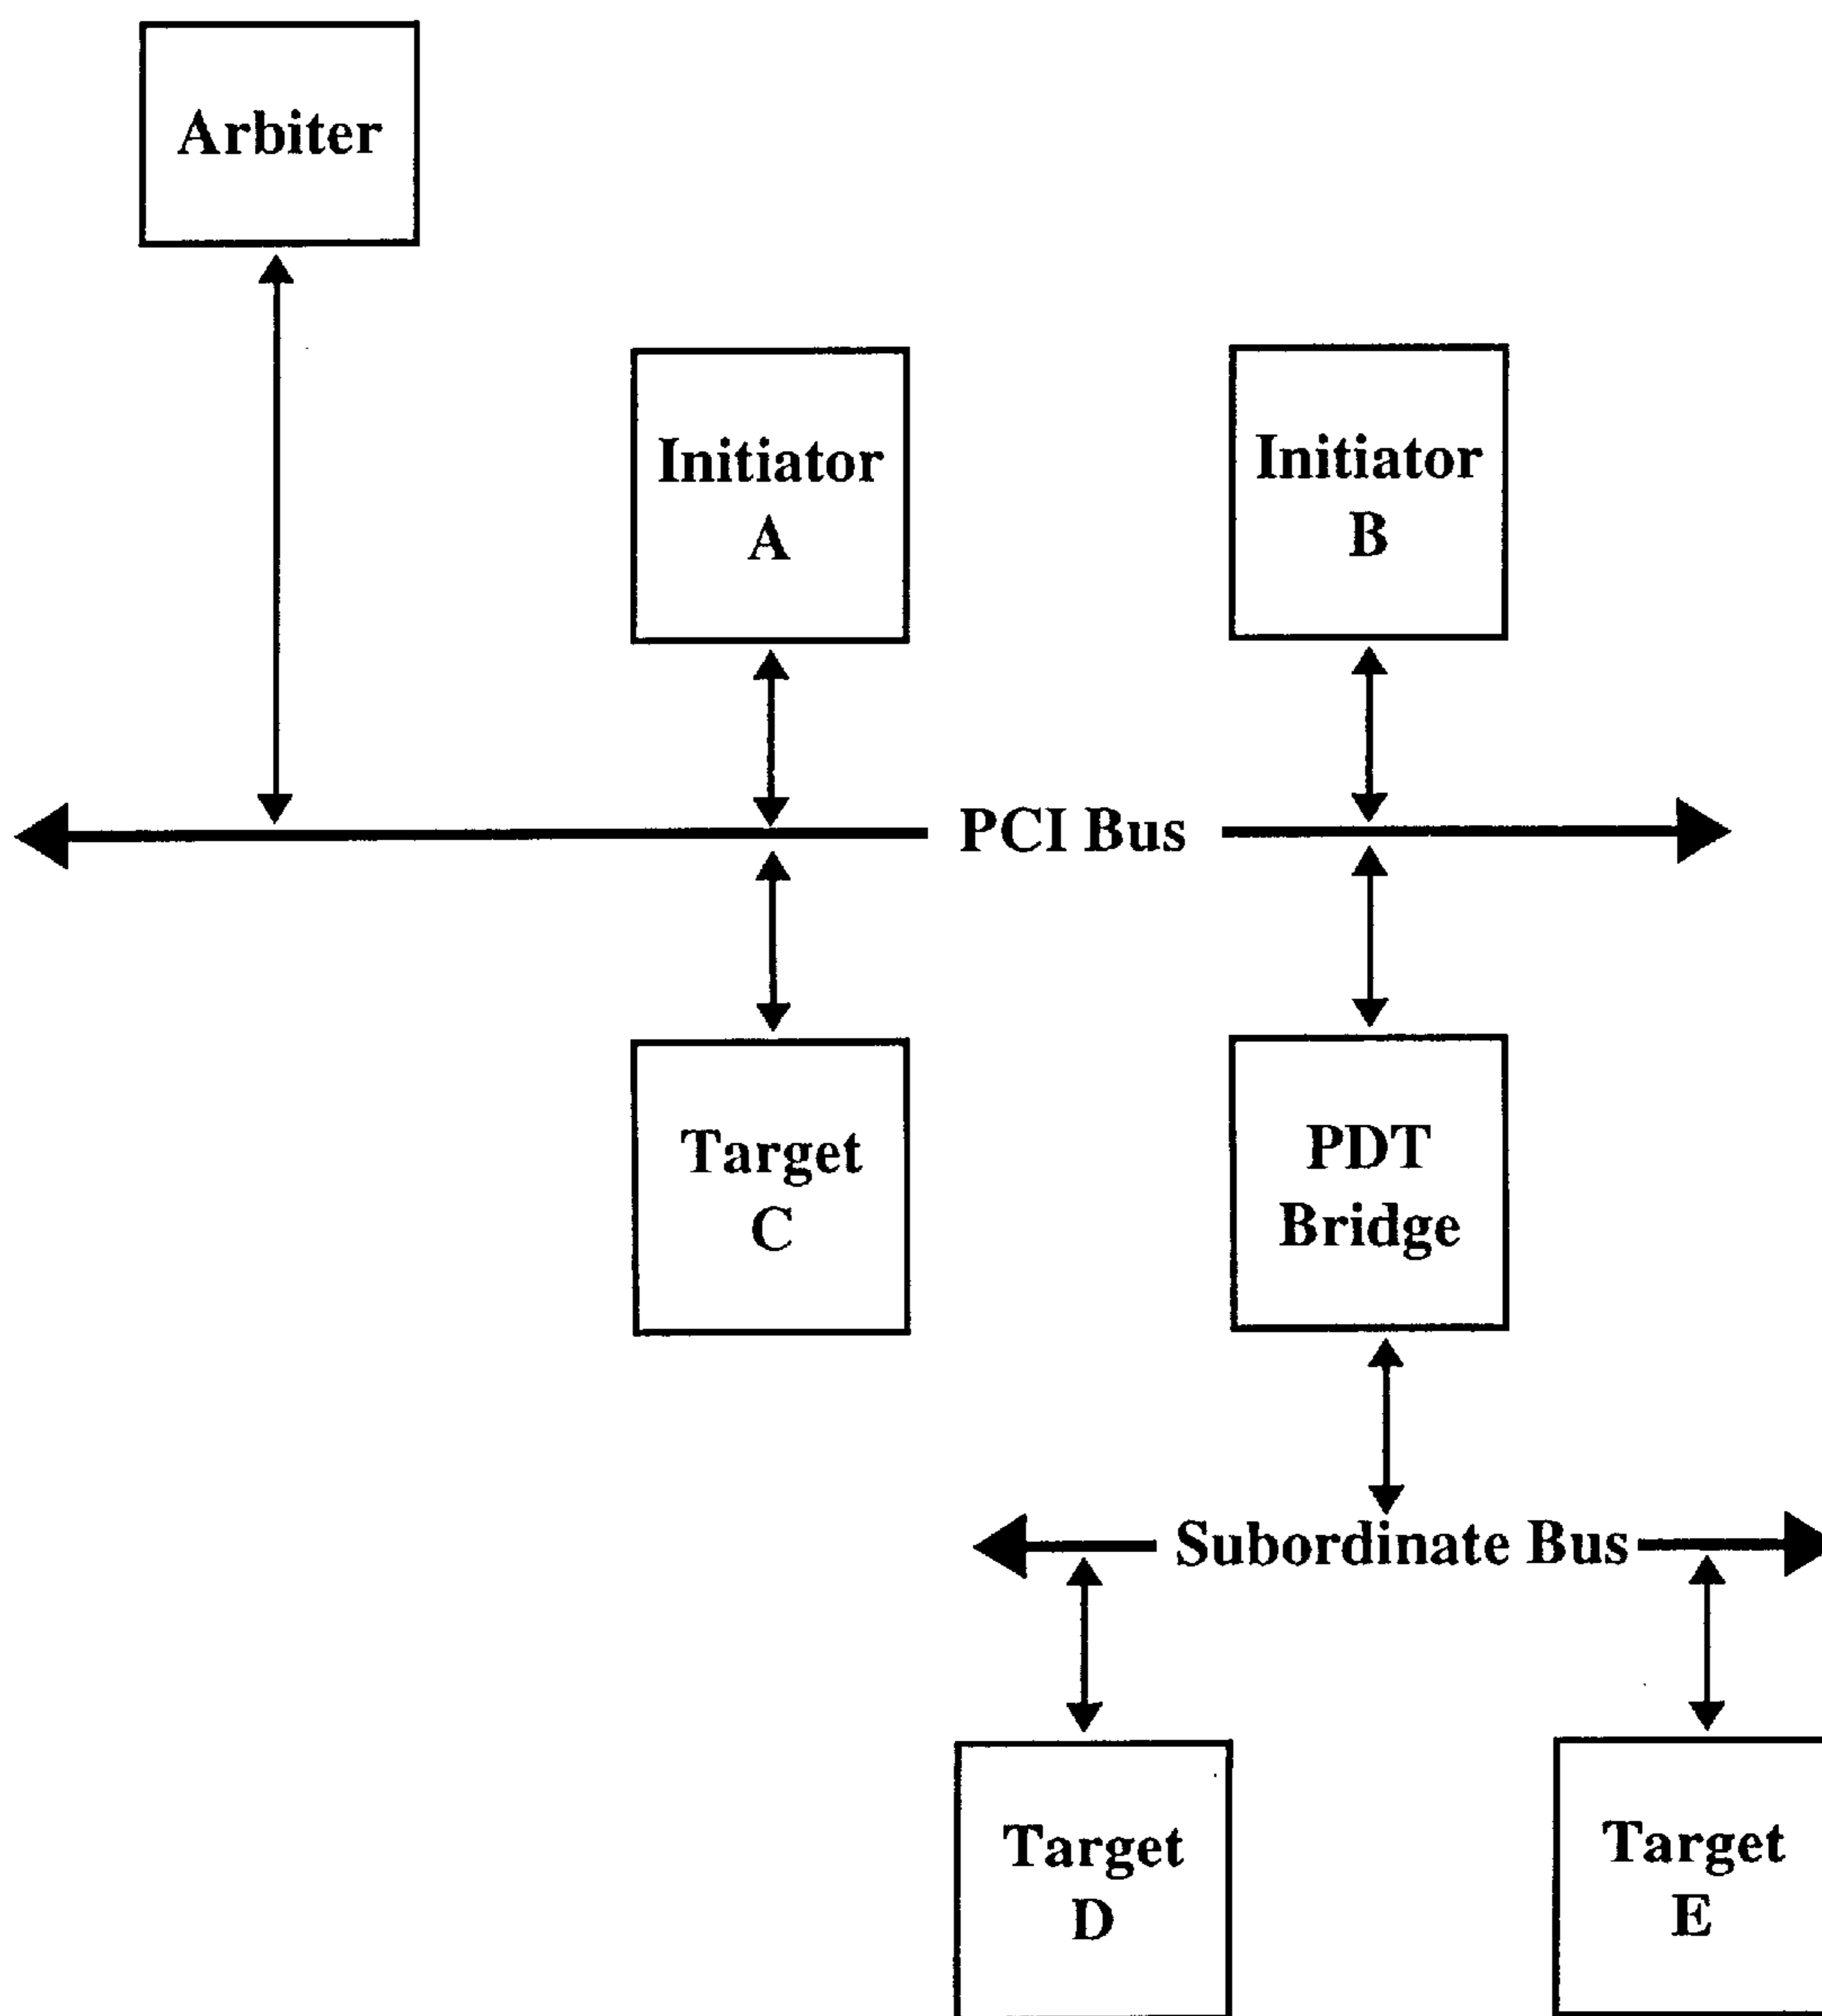 Arbiter
Initiator
A
Initiator
B
PCI Bus
Target
C
PDT
Bridge
Subordinate Bus
Target
D
Target
E